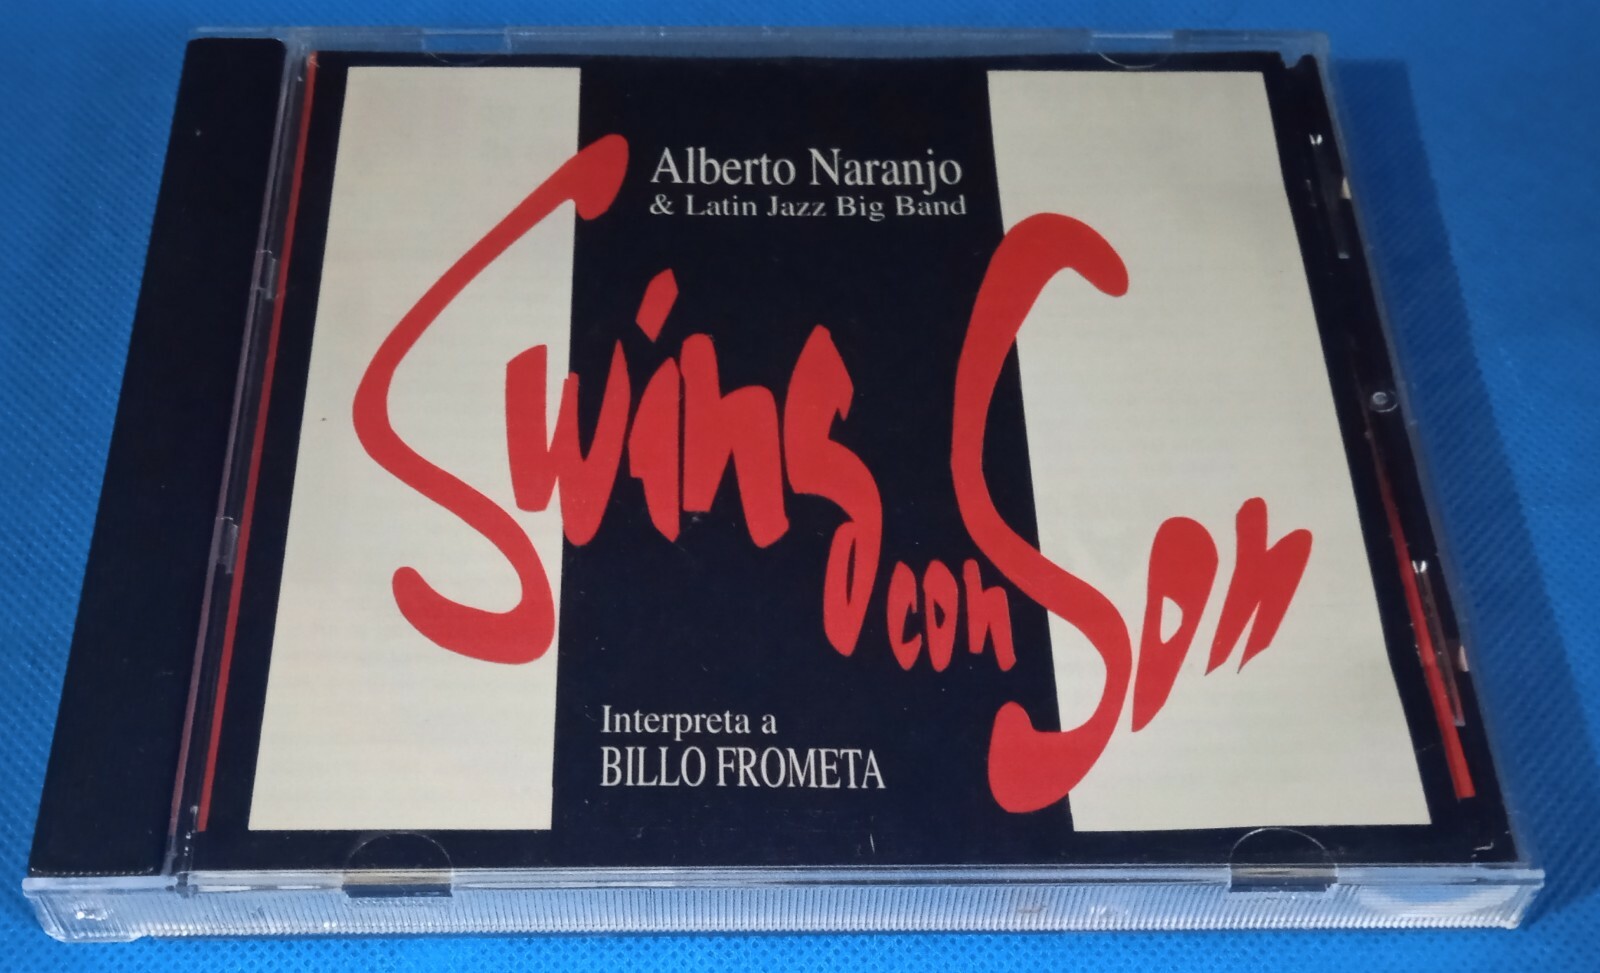 Alberto Naranjo
& Latin Jazz Big Band
Swing con Son
Interpreta a
BILLO FROMETA